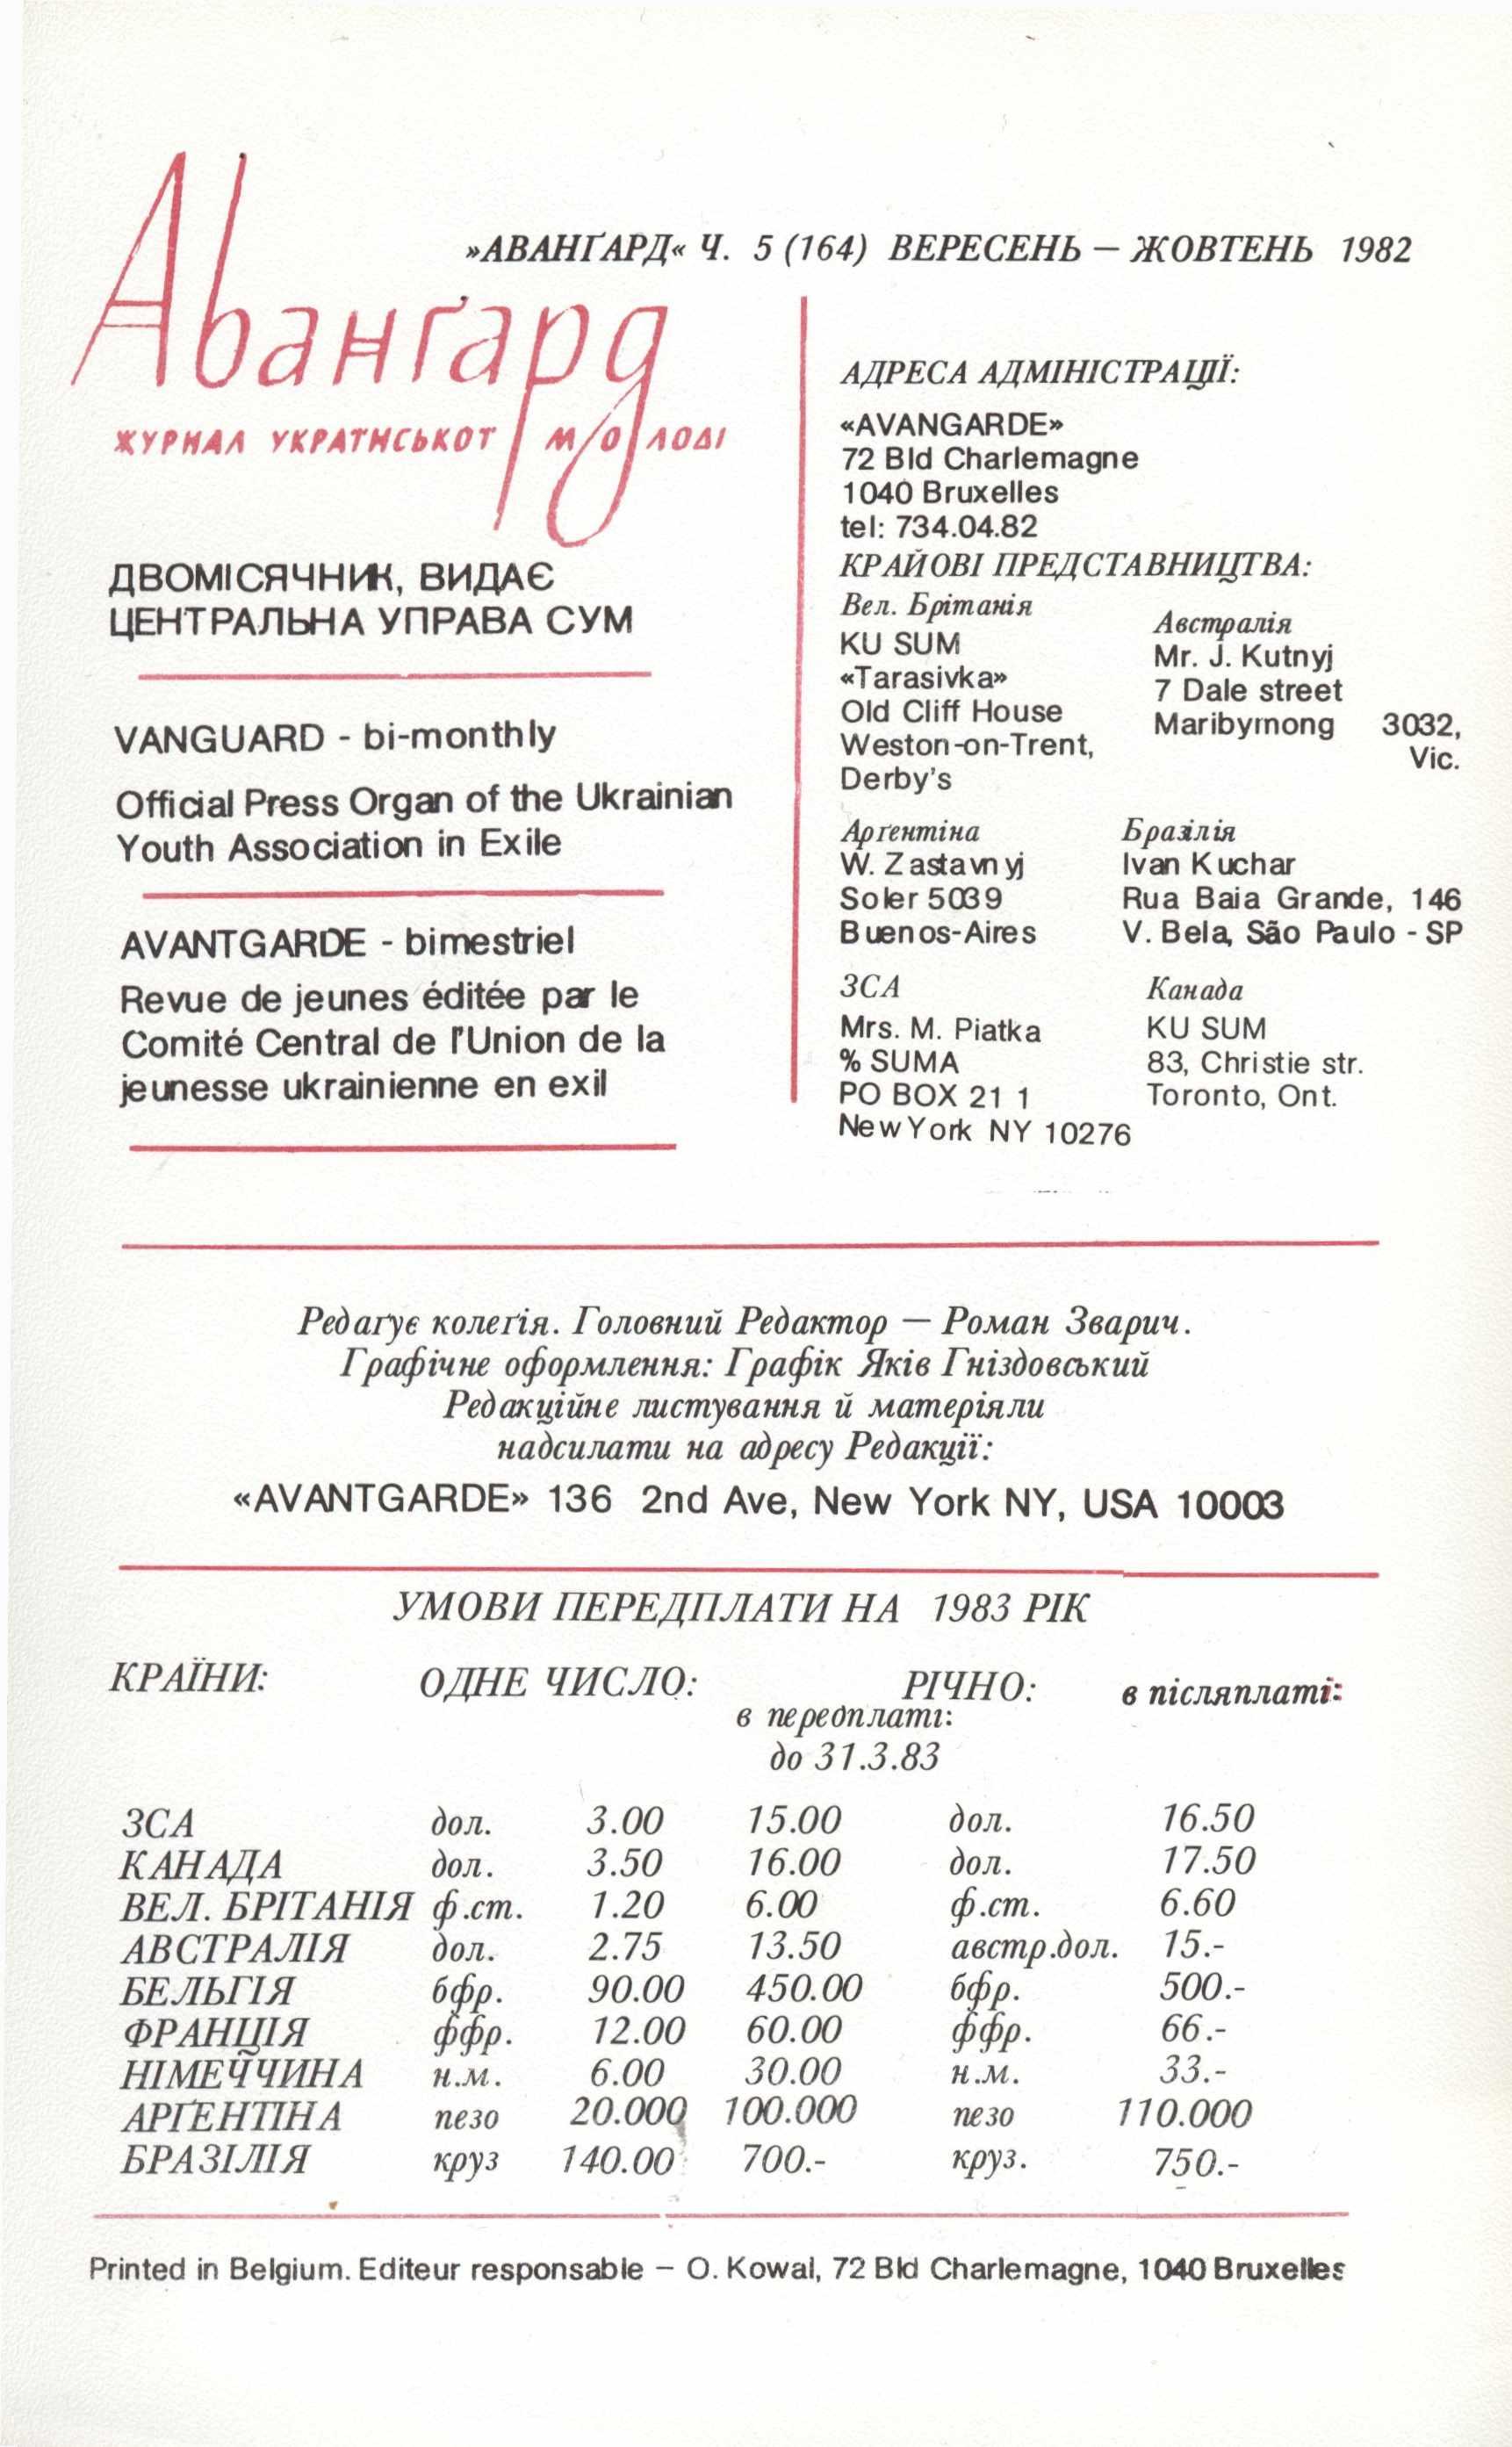 »АВАНҐАРД« Ч. 5 (164) ВЕРЕСЕНЬ – ЖОВТЕНЬ 1982
Аванґард
ЖУРНАЛ УКРАЇНСЬКОЇ МОЛОДІ
ДВОМІСЯЧНИК, ВИДАЄ
ЦЕНТРАЛЬНА УПРАВА СУМ
VANGUARD - bi-monthly
Official Press Organ of the Ukrainian
Youth Association in Exile
AVANTGARDE - bimestriel
Revue de jeunes éditée par le
Comité Central de l'Union de la
jeunesse ukrainienne en exil
АДРЕСА АДМІНІСТРАЦІЇ:
«AVANGARDE»
72 Bld Charlemagne
1040 Bruxelles
tel: 734.04.82
КРАЙОВІ ПРЕДСТАВНИЦТВА:
Вел. Брітанія
KU SUM
«Tarasivka»
Old Cliff House
Weston-on-Trent,
Derby's
Австралія
Mr. J. Kutnyj
7 Dale street
Maribyrnong 3032,
Vic.
Арґентіна
W. Zastavnyj
Soler 5039
Buenos-Aires
Бразілія
Ivan Kuchar
Rua Baia Grande, 146
V. Bela, São Paulo - SP
ЗСА
Mrs. M. Piatka
% SUMA
PO BOX 21 1
New York NY 10276
Канада
KU SUM
83, Christie str.
Toronto, Ont.
Редаґує колеґія. Головний Редактор — Роман Зварич.
Графічне оформлення: Графік Яків Гніздовський
Редакційне листування й матеріяли
надсилати на адресу Редакції:
«AVANTGARDE» 136 2nd Ave, New York NY, USA 10003
УМОВИ ПЕРЕДПЛАТИ НА 1983 РІК
КРАЇНИ: ОДНЕ ЧИСЛО: РІЧНО: в післяплаті:
в передплаті:
до 31.3.83
ЗСА дол. 3.00 15.00 дол. 16.50
КАНАДА дол. 3.50 16.00 дол. 17.50
ВЕЛ. БРІТАНІЯ ф.ст. 1.20 6.00 ф.ст. 6.60
АВСТРАЛІЯ дол. 2.75 13.50 австр.дол. 15.-
БЕЛЬГІЯ бфр. 90.00 450.00 бфр. 500.-
ФРАНЦІЯ ффр. 12.00 60.00 ффр. 66.-
НІМЕЧЧИНА н.м. 6.00 30.00 н.м. 33.-
АРҐЕНТІНА пезо 20.000 100.000 пезо 110.000
БРАЗІЛІЯ круз 140.00 700.- круз. 750.-
Printed in Belgium. Editeur responsable – O. Kowal, 72 Bld Charlemagne, 1040 Bruxelles